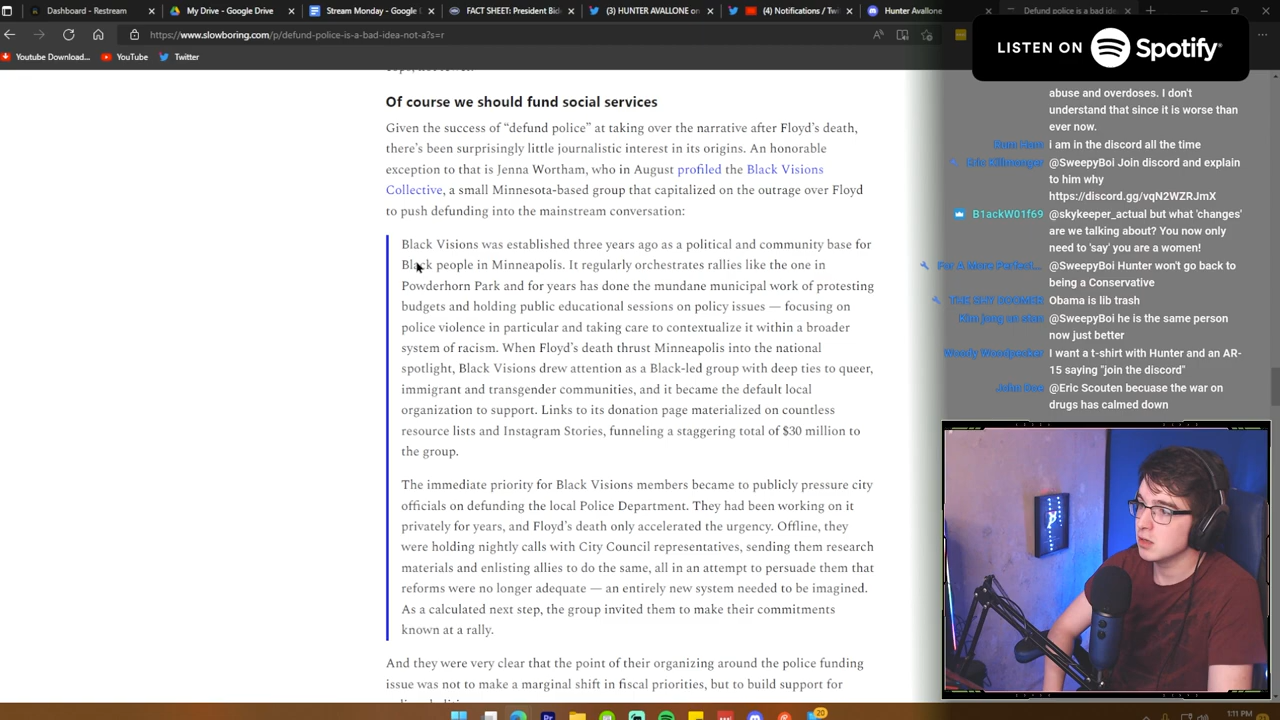 Dashboard - Restream
My Drive - Google Drive
Stream Monday - Google
FACT SHEET: President Bid
(3) HUNTER AVALLONE on
(4) Notifications / Twitt
Hunter Avallone
Defund police is a bad idea
https://www.slowboring.com/p/defund-police-is-a-bad-idea-not-a?s=r
Youtube Download...
YouTube
Twitter
LISTEN ON Spotify
Of course we should fund social services
Given the success of “defund police” at taking over the narrative after Floyd’s death,
there’s been surprisingly little journalistic interest in its origins. An honorable
exception to that is Jenna Wortham, who in August profiled the Black Visions
Collective, a small Minnesota-based group that capitalized on the outrage over Floyd
to push defunding into the mainstream conversation:
Black Visions was established three years ago as a political and community base for
Black people in Minneapolis. It regularly orchestrates rallies like the one in
Powderhorn Park and for years has done the mundane municipal work of protesting
budgets and holding public educational sessions on policy issues — focusing on
police violence in particular and taking care to contextualize it within a broader
system of racism. When Floyd’s death thrust Minneapolis into the national
spotlight, Black Visions drew attention as a Black-led group with deep ties to queer,
immigrant and transgender communities, and it became the default local
organization to support. Links to its donation page materialized on countless
resource lists and Instagram Stories, funneling a staggering total of $30 million to
the group.
The immediate priority for Black Visions members became to publicly pressure city
officials on defunding the local Police Department. They had been working on it
privately for years, and Floyd’s death only accelerated the urgency. Offline, they
were holding nightly calls with City Council representatives, sending them research
materials and enlisting allies to do the same, all in an attempt to persuade them that
reforms were no longer adequate — an entirely new system needed to be imagined.
As a calculated next step, the group invited them to make their commitments
known at a rally.
And they were very clear that the point of their organizing around the police funding
issue was not to make a marginal shift in fiscal priorities, but to build support for
abuse and overdoses. I don't
understand that since it is worse than
ever now.
i am in the discord all the time
Eric Killmonger @SweepyBoi Join discord and explain
to him why
https://discord.gg/vqN2WZRJmX
B1ackW01f69 @skykeeper_actual but what 'changes'
are we talking about? You now only
need to 'say' you are a women!
For A More Perfect... @SweepyBoi Hunter won't go back to
being a Conservative
Obama is lib trash
Kim jong un stan @SweepyBoi he is the same person
now just better
Woody Woodpecker I want a t-shirt with Hunter and an AR-
15 saying "join the discord"
John Doe @Eric Scouten becuase the war on
drugs has calmed down
20
1:11 PM